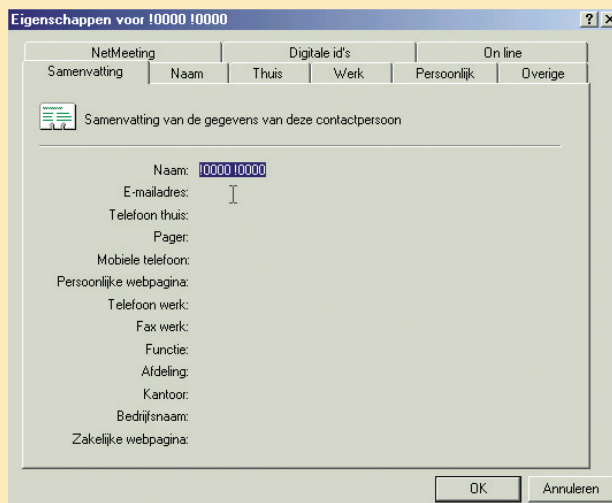 Eigenschappen voor !0000 !0000
NetMeeting Digitale id's On line
Samenvatting Naam Thuis Werk Persoonlijk Overige
Samenvatting van de gegevens van deze contactpersoon
Naam: !0000 !0000
E-mailadres:
Telefoon thuis:
Pager:
Mobiele telefoon:
Persoonlijke webpagina:
Telefoon werk:
Fax werk:
Functie:
Afdeling:
Kantoor:
Bedrijfsnaam:
Zakelijke webpagina:
OK Annuleren